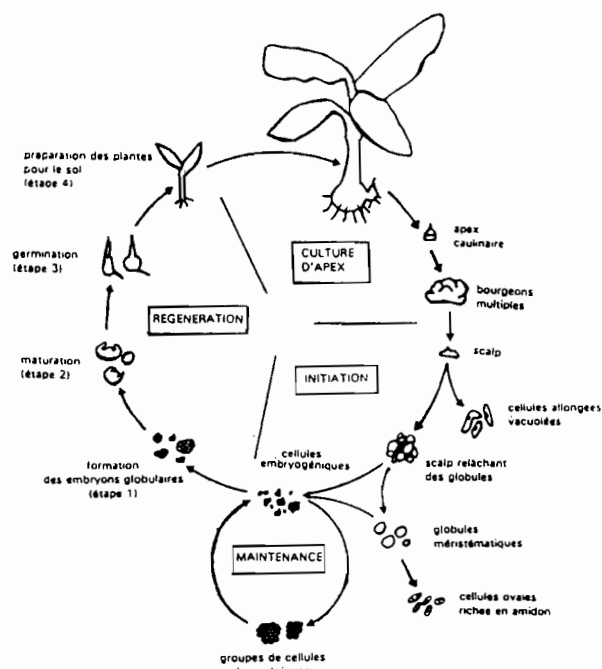 préparation des plantes
pour le sol
(étape 4)
apex
caulinaire
germination
(étape 3)
CULTURE
D'APEX
bourgeons
multiples
REGENERATION
maturation
(étape 2)
scalp
INITIATION
cellules allongées
vacuolées
cellules
embryogéniques
scalp relâchant
des globules
formation
des embryons globulaires
(étape 1)
globules
méristématiques
MAINTENANCE
cellules ovales
riches en amidon
groupes de cellules